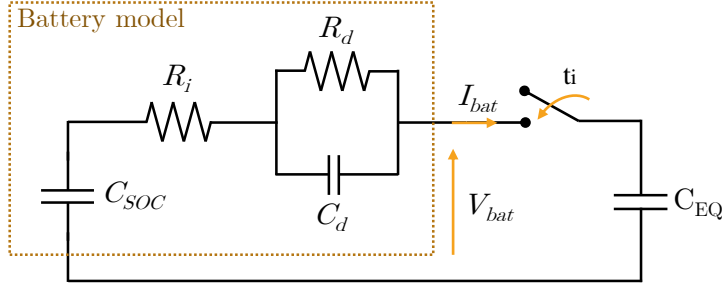 Battery model
R_d
R_i
I_bat
ti
C_SOC
C_d
V_bat
C_EQ